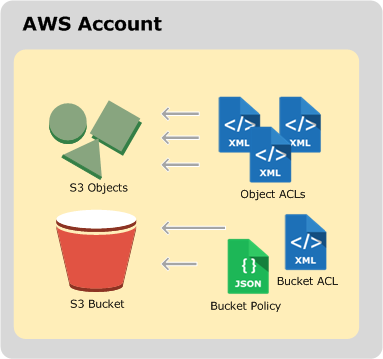 AWS Account
</>
XML
</>
XML
</>
XML
S3 Objects
Object ACLs
</>
XML
{ }
JSON
Bucket ACL
S3 Bucket
Bucket Policy